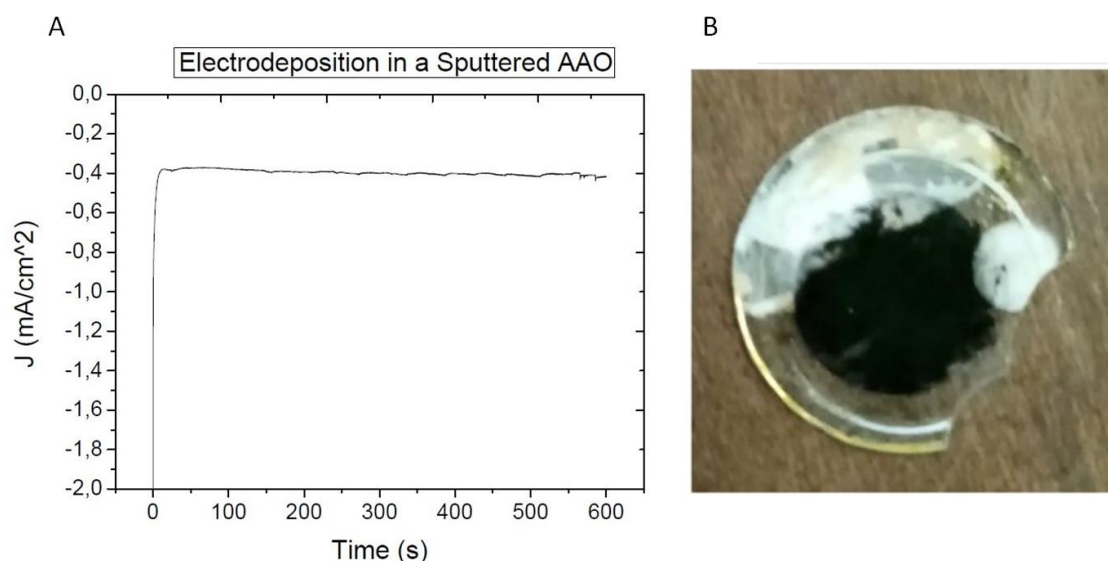 A
B
Electrodeposition in a Sputtered AAO
0,0
-0,2
-0,4
-0,6
-0,8
-1,0
-1,2
-1,4
-1,6
-1,8
-2,0
J (mA/cm^2)
0 100 200 300 400 500 600
Time (s)